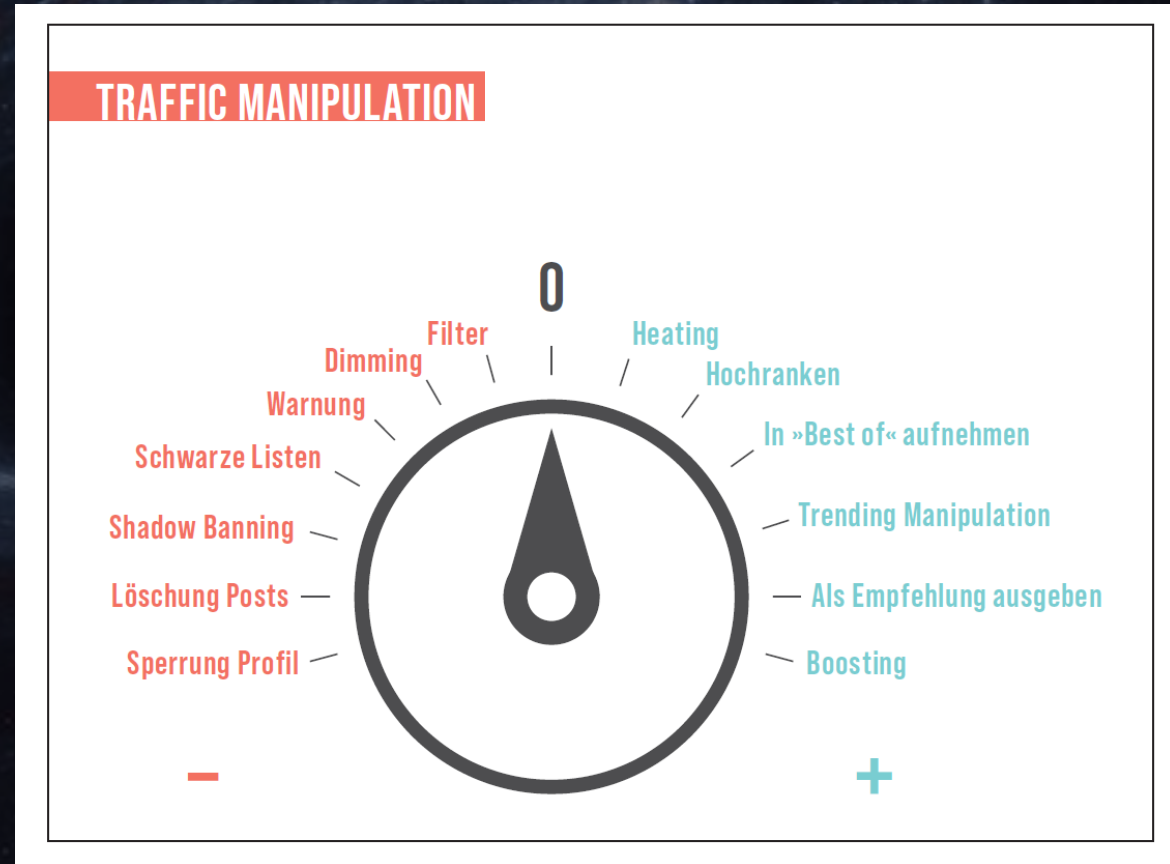 TRAFFIC MANIPULATION
0
Filter
Dimming
Warnung
Schwarze Listen
Shadow Banning
Löschung Posts
Sperrung Profil
−
Heating
Hochranken
In »Best of« aufnehmen
Trending Manipulation
Als Empfehlung ausgeben
Boosting
+